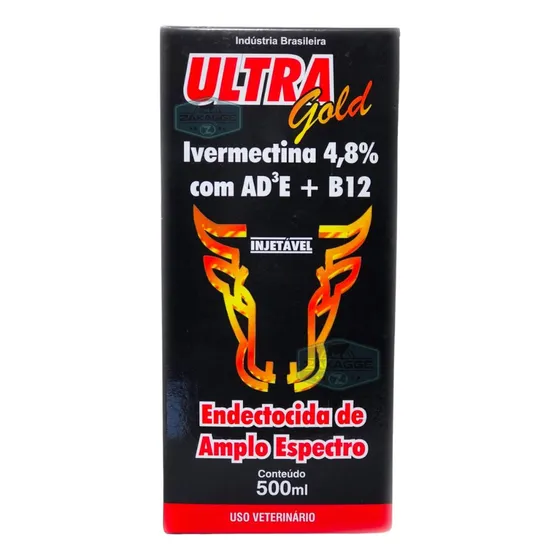 Indústria Brasileira
ULTRA
Gold
Ivermectina 4,8%
com AD³E + B12
INJETÁVEL
Endectocida de
Amplo Espectro
Conteúdo
500ml
USO VETERINÁRIO